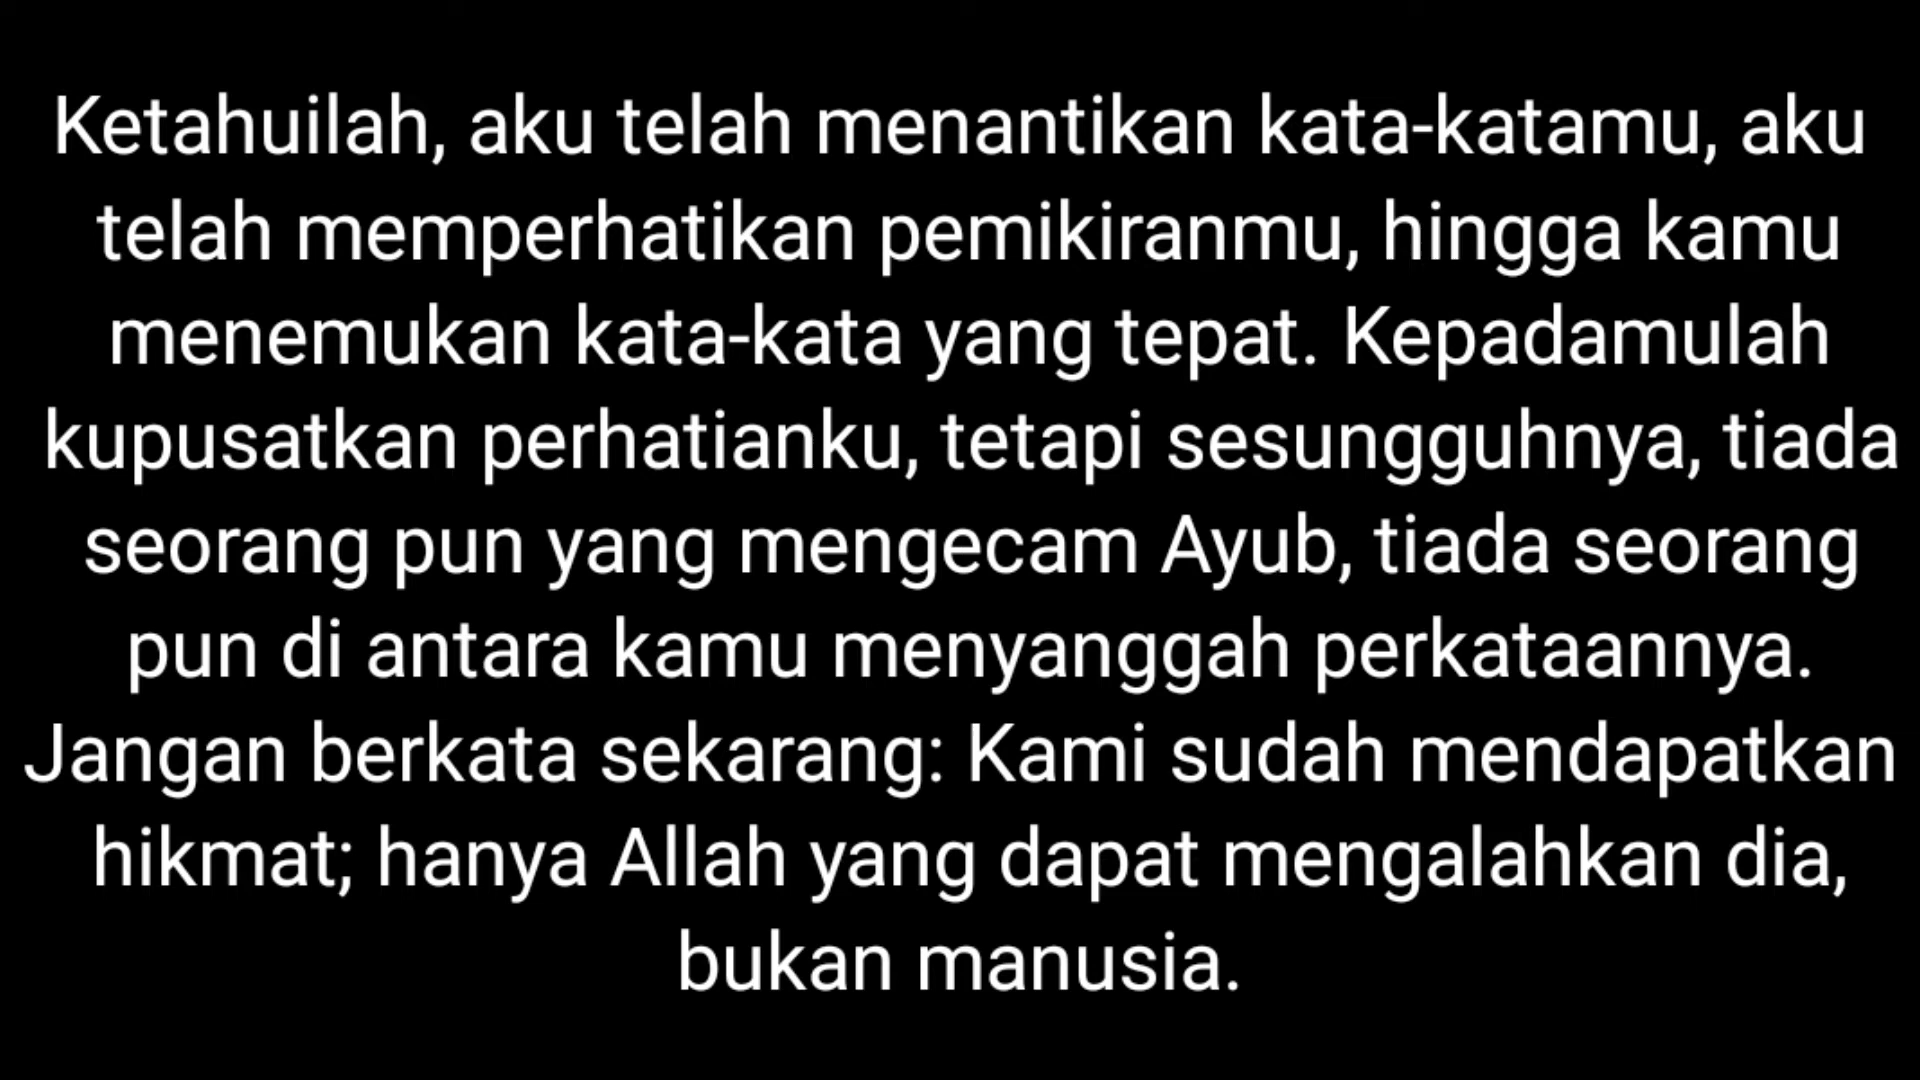 Ketahuilah, aku telah menantikan kata-katamu, aku
telah memperhatikan pemikiranmu, hingga kamu
menemukan kata-kata yang tepat. Kepadamulah
kupusatkan perhatianku, tetapi sesungguhnya, tiada
seorang pun yang mengecam Ayub, tiada seorang
pun di antara kamu menyanggah perkataannya.
Jangan berkata sekarang: Kami sudah mendapatkan
hikmat; hanya Allah yang dapat mengalahkan dia,
bukan manusia.